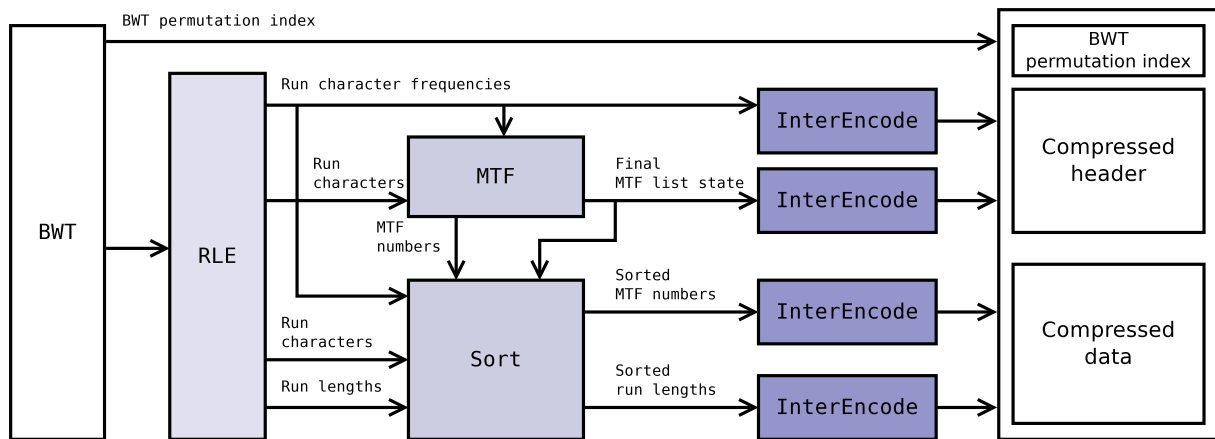 BWT permutation index
BWT
permutation index
Run character frequencies
InterEncode
Compressed
header
Run
characters
MTF
Final
MTF list state
InterEncode
BWT
RLE
MTF
numbers
Sorted
MTF numbers
InterEncode
Compressed
data
Run
characters
Sort
Run lengths
Sorted
run lengths
InterEncode